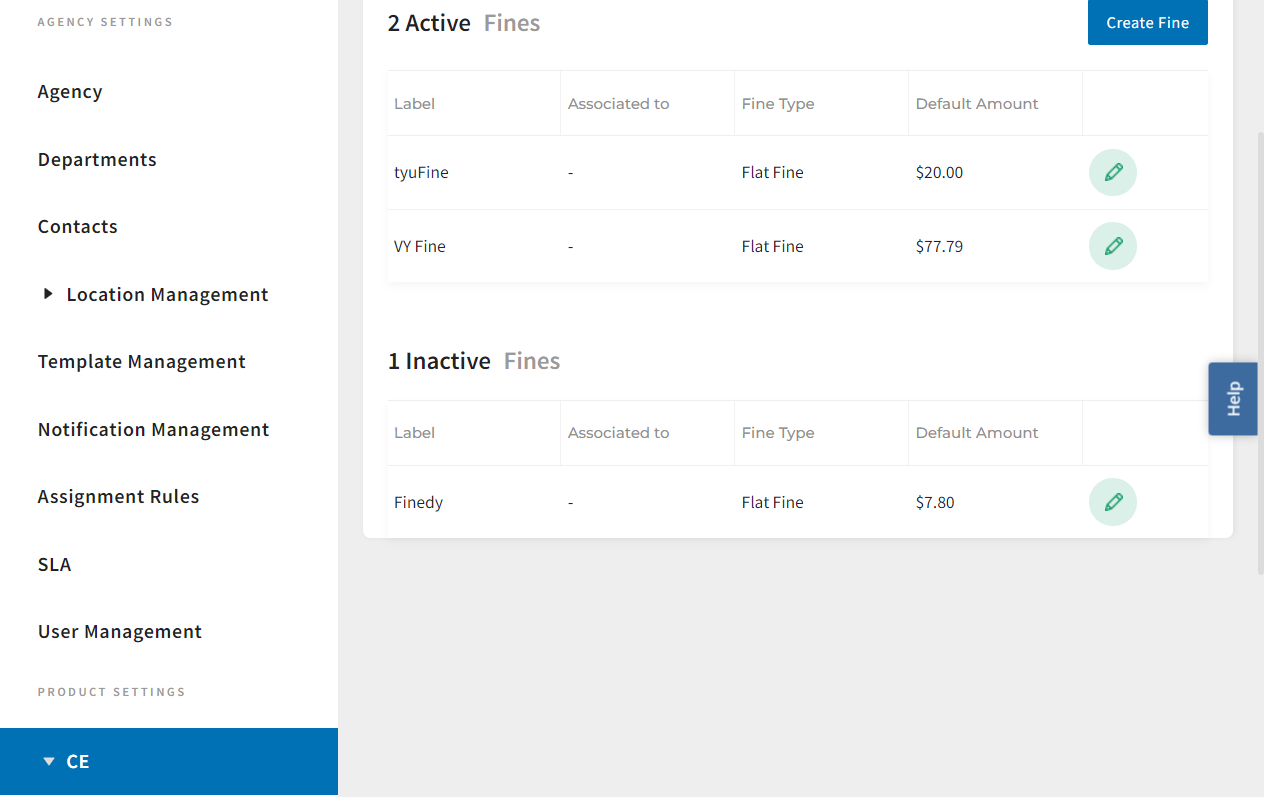 AGENCY SETTINGS
Agency
Departments
Contacts
Location Management
Template Management
Notification Management
Assignment Rules
SLA
User Management
PRODUCT SETTINGS
CE
2 Active Fines
Create Fine
Label Associated to Fine Type Default Amount
tyuFine - Flat Fine $20.00
VY Fine - Flat Fine $77.79
1 Inactive Fines
Label Associated to Fine Type Default Amount
Finedy - Flat Fine $7.80
Help